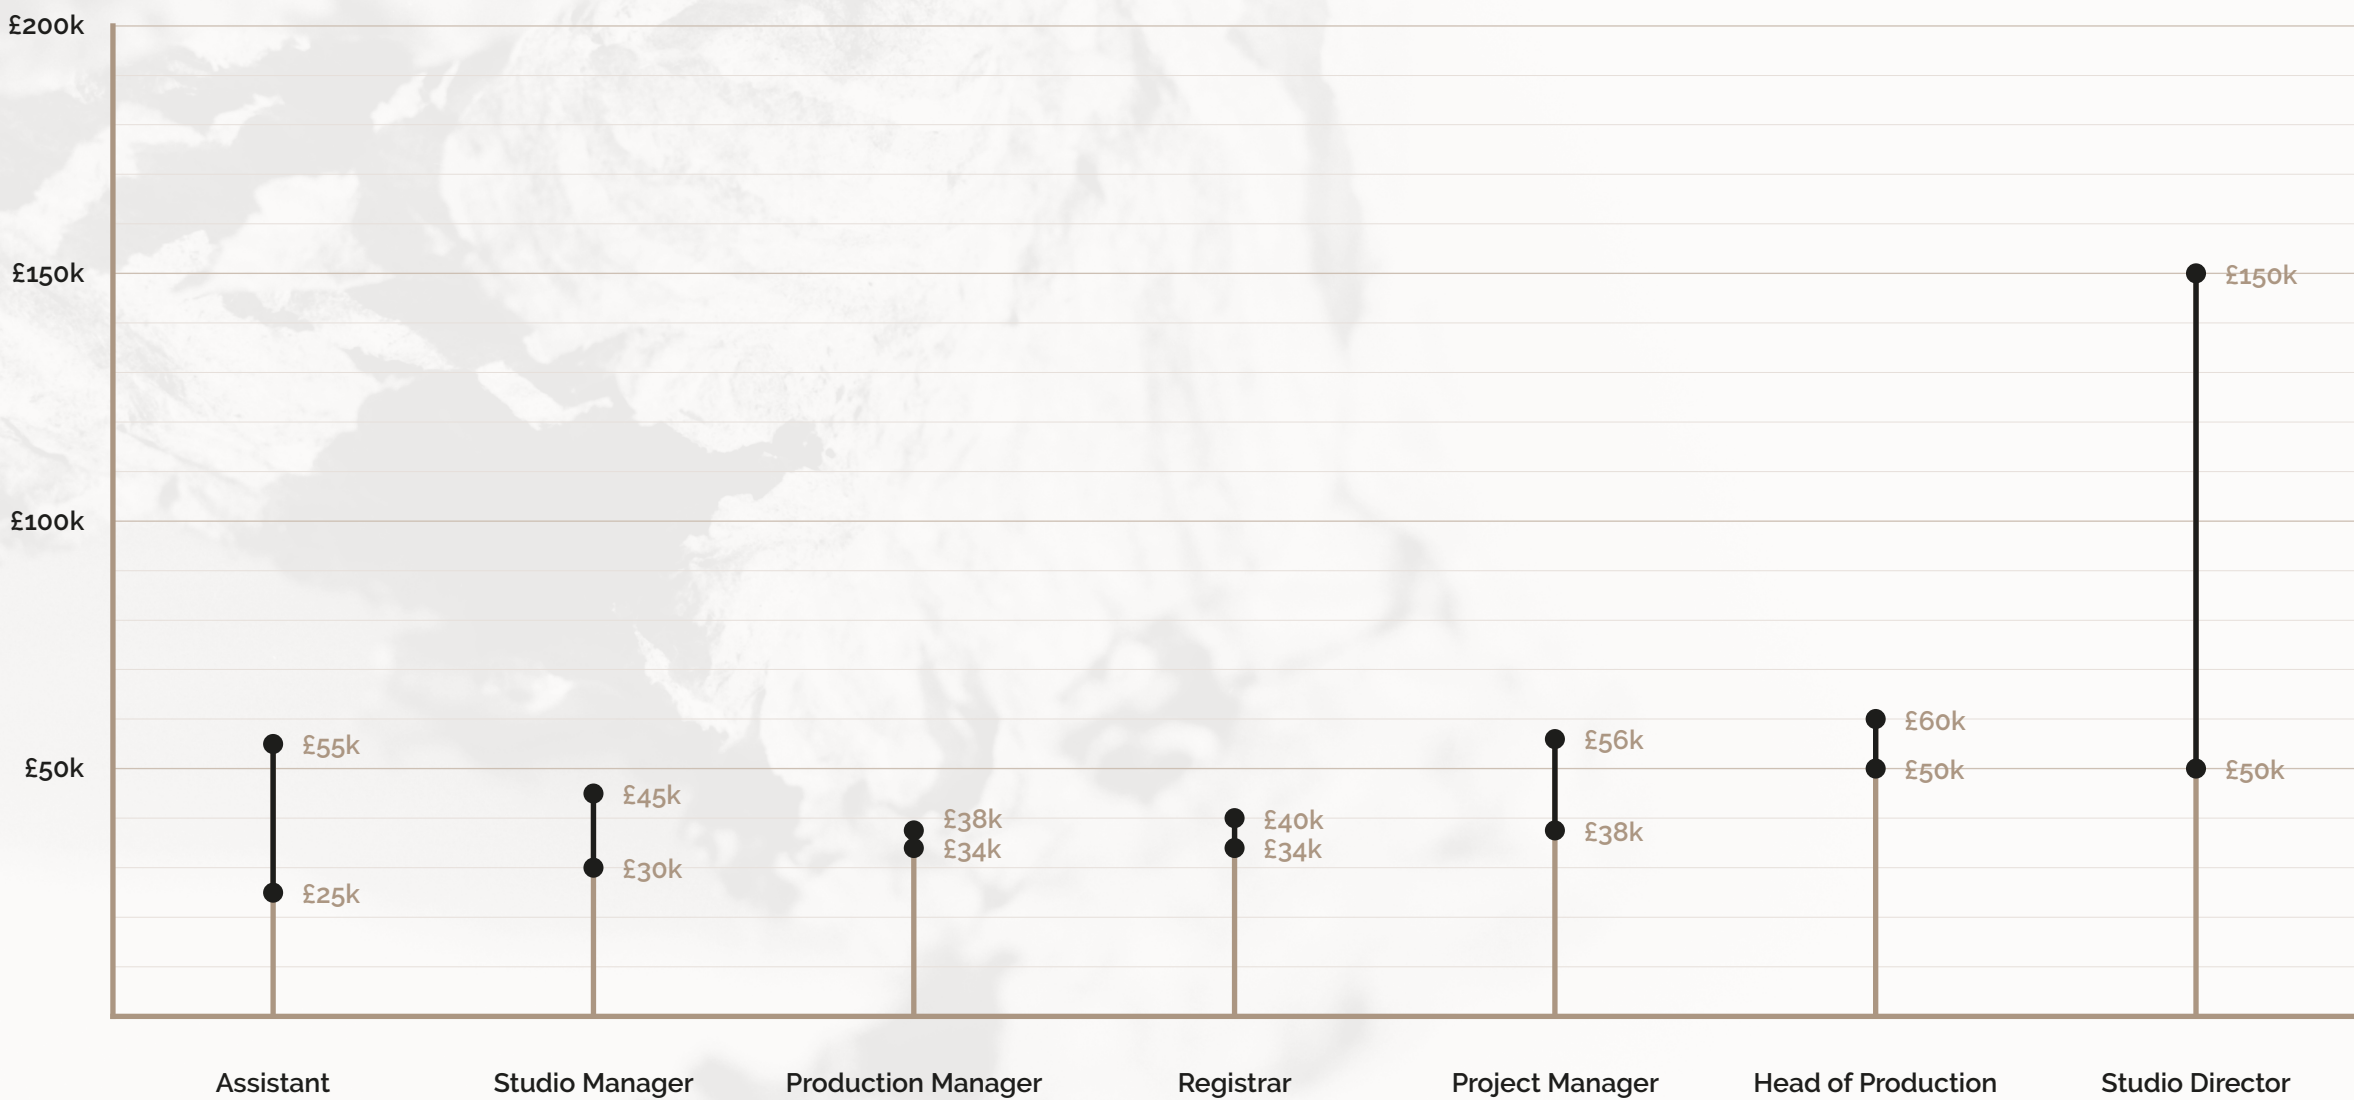 £200k
£150k
£150k
£100k
£50k
£55k
£25k
£45k
£30k
£38k
£34k
£40k
£34k
£56k
£38k
£60k
£50k
£50k
Assistant
Studio Manager
Production Manager
Registrar
Project Manager
Head of Production
Studio Director